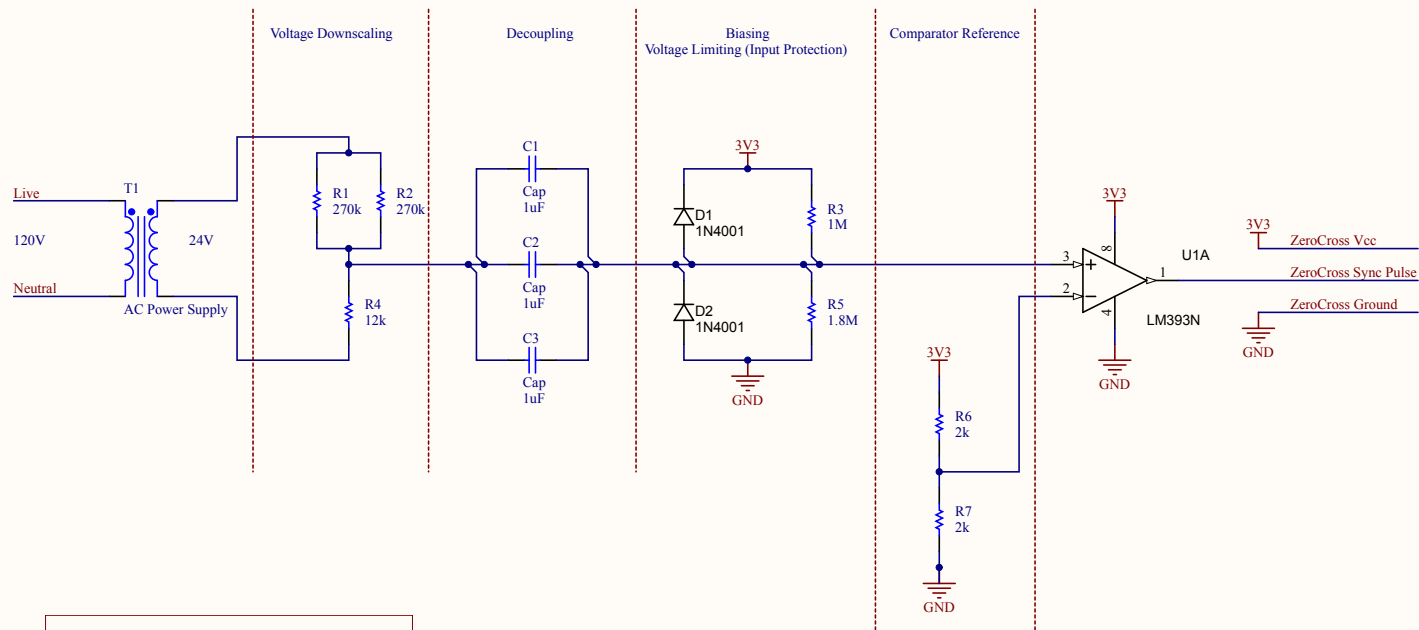 Voltage Downscaling
Decoupling
Biasing
Voltage Limiting (Input Protection)
Comparator Reference
Live
120V
Neutral
T1
24V
AC Power Supply
R1
270k
R2
270k
R4
12k
C1
Cap
1uF
C2
Cap
1uF
C3
Cap
1uF
3V3
D1
1N4001
D2
1N4001
R3
1M
R5
1.8M
GND
3V3
R6
2k
R7
2k
GND
3V3
8
3
2
1
4
U1A
LM393N
GND
3V3
ZeroCross Vcc
ZeroCross Sync Pulse
ZeroCross Ground
GND